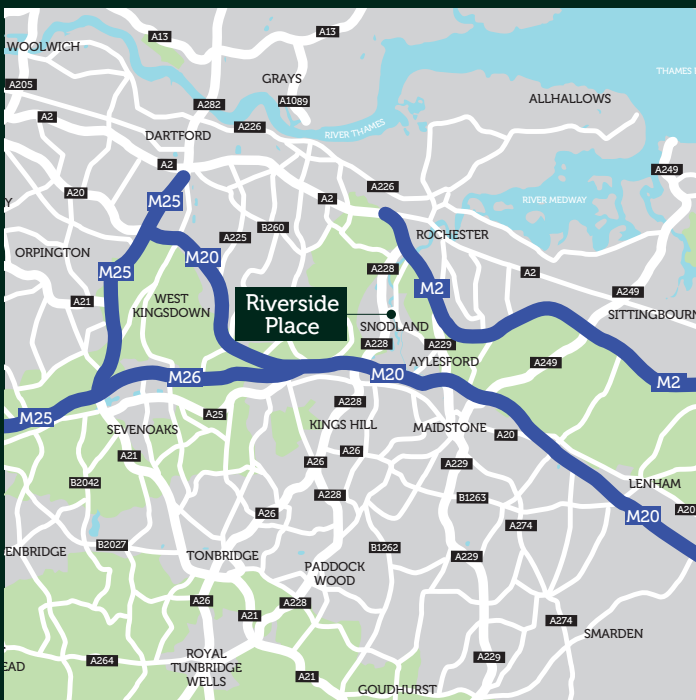 A13
A13
WOOLWICH
GRAYS
A205
THAMES
ALLHALLOWS
A282
A1089
A2
A226
RIVER THAMES
DARTFORD
A2
A249
A20
A226
M25
A2
RIVER MEDWAY
Y
B260
A225
ROCHESTER
ORPINGTON
M20
M25
A228
A2
M2
A249
A21
WEST
KINGSDOWN
Riverside
Place
SITTINGBOURN
SNODLAND
A228
A229
AYLESFORD
A249
M26
M20
M2
A228
M25
A25
SEVENOAKS
KINGS HILL
MAIDSTONE
A20
A26
A21
A26
A229
B2042
LENHAM
A228
B1263
A20
A26
M20
A274
B2027
ENBRIDGE
TONBRIDGE
B1262
A229
PADDOCK
WOOD
A26
A228
A21
A274
SMARDEN
ROYAL
TUNBRIDGE
WELLS
A264
A229
EAD
A21
GOUDHURST